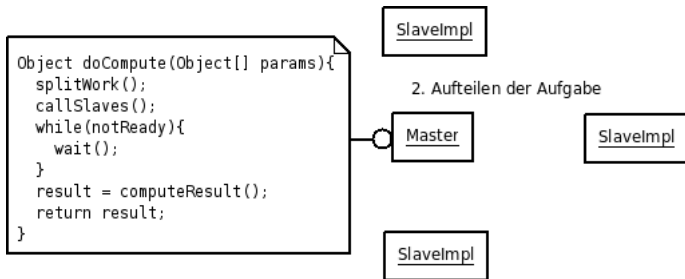 SlaveImpl
Object doCompute(Object[] params){
splitWork();
callSlaves();
while(notReady){
wait();
}
result = computeResult();
return result;
}
2. Aufteilen der Aufgabe
Master
SlaveImpl
SlaveImpl